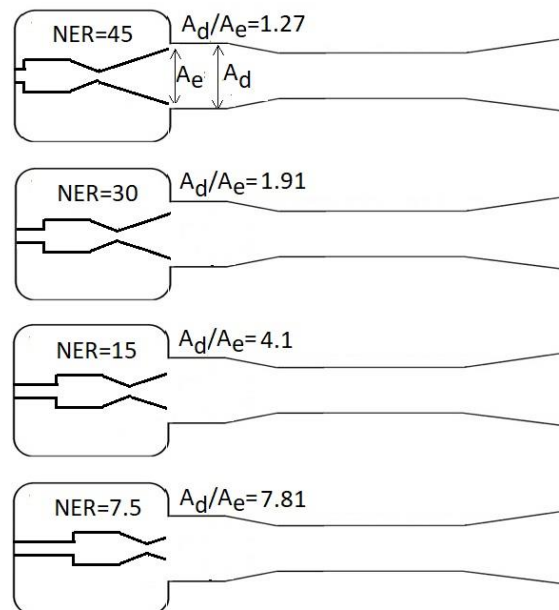 NER=45
Ad/Ae=1.27
Ae
Ad
NER=30
Ad/Ae=1.91
NER=15
Ad/Ae=4.1
NER=7.5
Ad/Ae=7.81